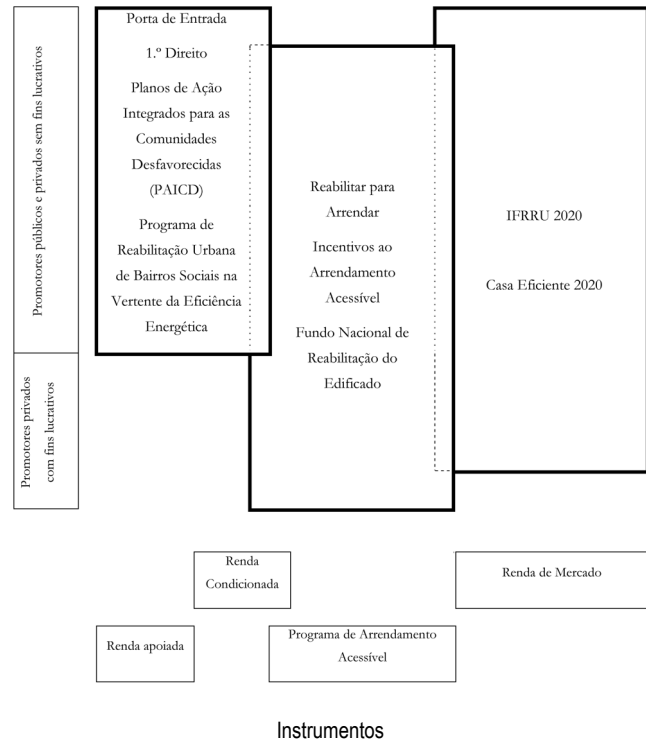 Promotores públicos e privados sem fins lucrativos
Porta de Entrada
1.º Direito
Planos de Ação
Integrados para as
Comunidades
Desfavorecidas
(PAICD)
Programa de
Reabilitação Urbana
de Bairros Sociais na
Vertente da Eficiência
Energética
Reabilitar para
Arrendar
Incentivos ao
Arrendamento
Acessível
Fundo Nacional de
Reabilitação do
Edificado
IFRRU 2020
Casa Eficiente 2020
Promotores privados
com fins lucrativos
Renda
Condicionada
Renda de Mercado
Renda apoiada
Programa de Arrendamento
Acessível
Instrumentos